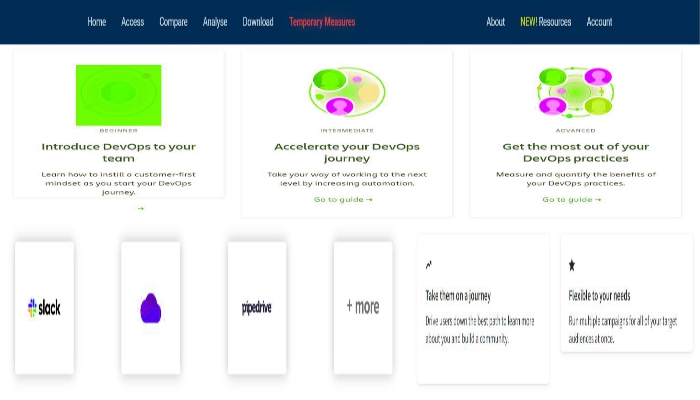 Home Access Compare Analyse Download Temporary Measures About NEW! Resources Account
BEGINNER
Introduce DevOps to your
team
Learn how to instill a customer-first
mindset as you start your DevOps
journey.
→
INTERMEDIATE
Accelerate your DevOps
journey
Take your way of working to the next
level by increasing automation.
Go to guide →
ADVANCED
Get the most out of your
DevOps practices
Measure and quantify the benefits of
your DevOps practices.
Go to guide →
slack
pipedrive
+ more
Take them on a journey
Drive users down the best path to learn more
about you and build a community.
Flexible to your needs
Run multiple campaigns for all of your target
audiences at once.